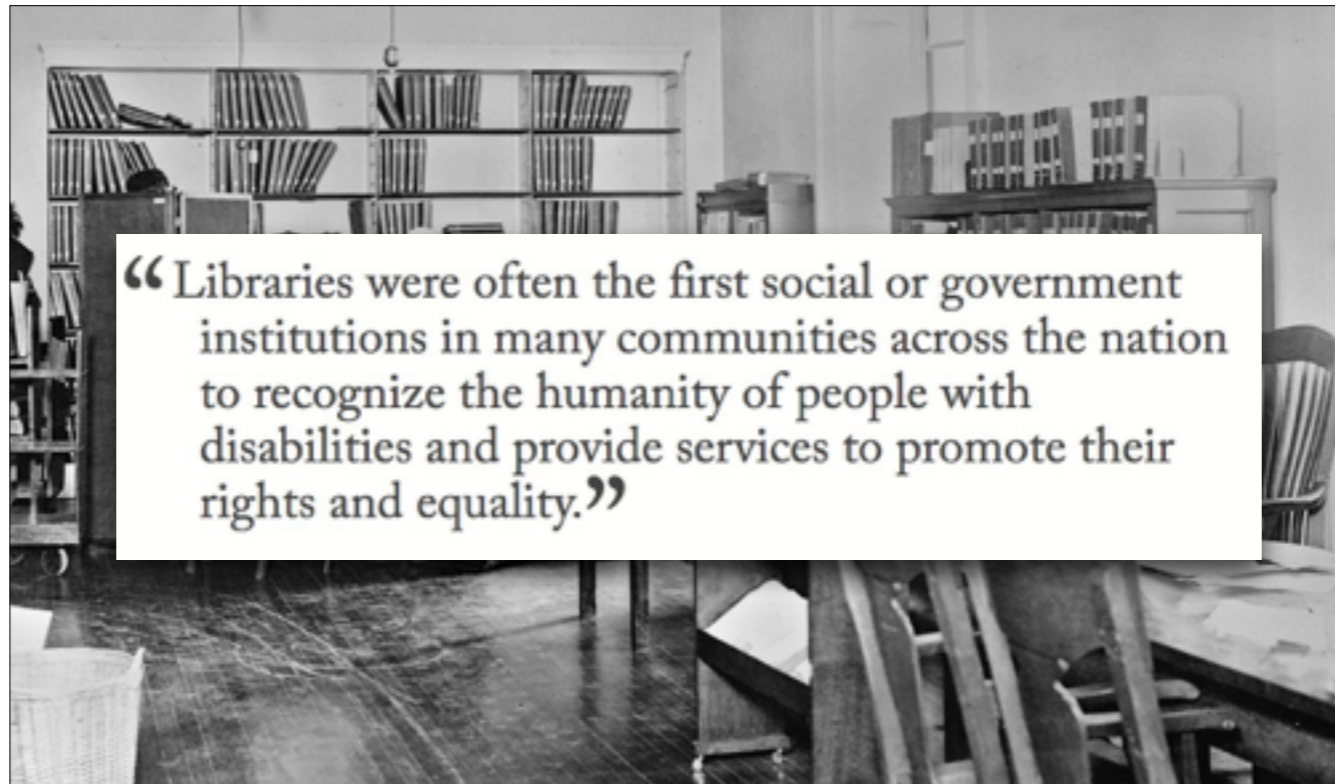 “Libraries were often the first social or government
institutions in many communities across the nation
to recognize the humanity of people with
disabilities and provide services to promote their
rights and equality.”